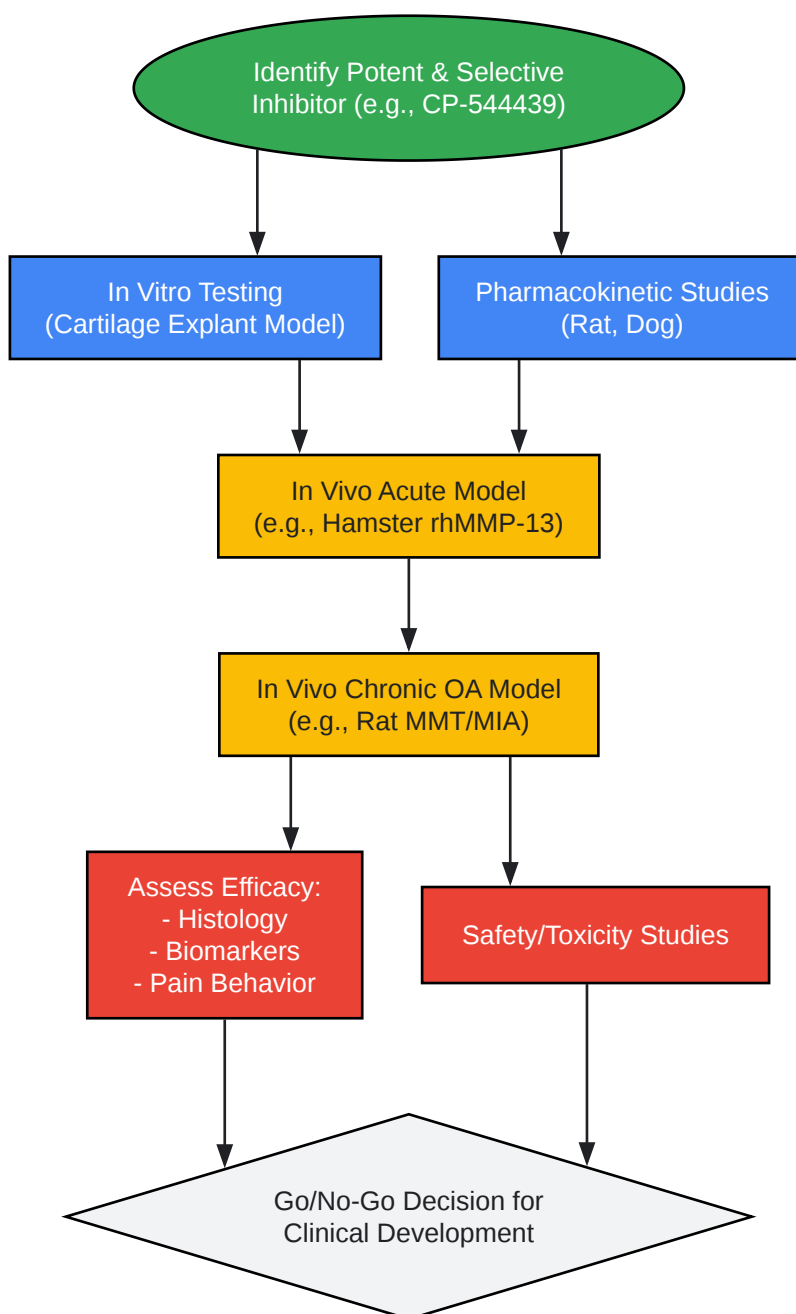 Identify Potent & Selective
Inhibitor (e.g., CP-544439)
In Vitro Testing
(Cartilage Explant Model)
Pharmacokinetic Studies
(Rat, Dog)
In Vivo Acute Model
(e.g., Hamster rhMMP-13)
In Vivo Chronic OA Model
(e.g., Rat MMT/MIA)
Assess Efficacy:
- Histology
- Biomarkers
- Pain Behavior
Safety/Toxicity Studies
Go/No-Go Decision for
Clinical Development